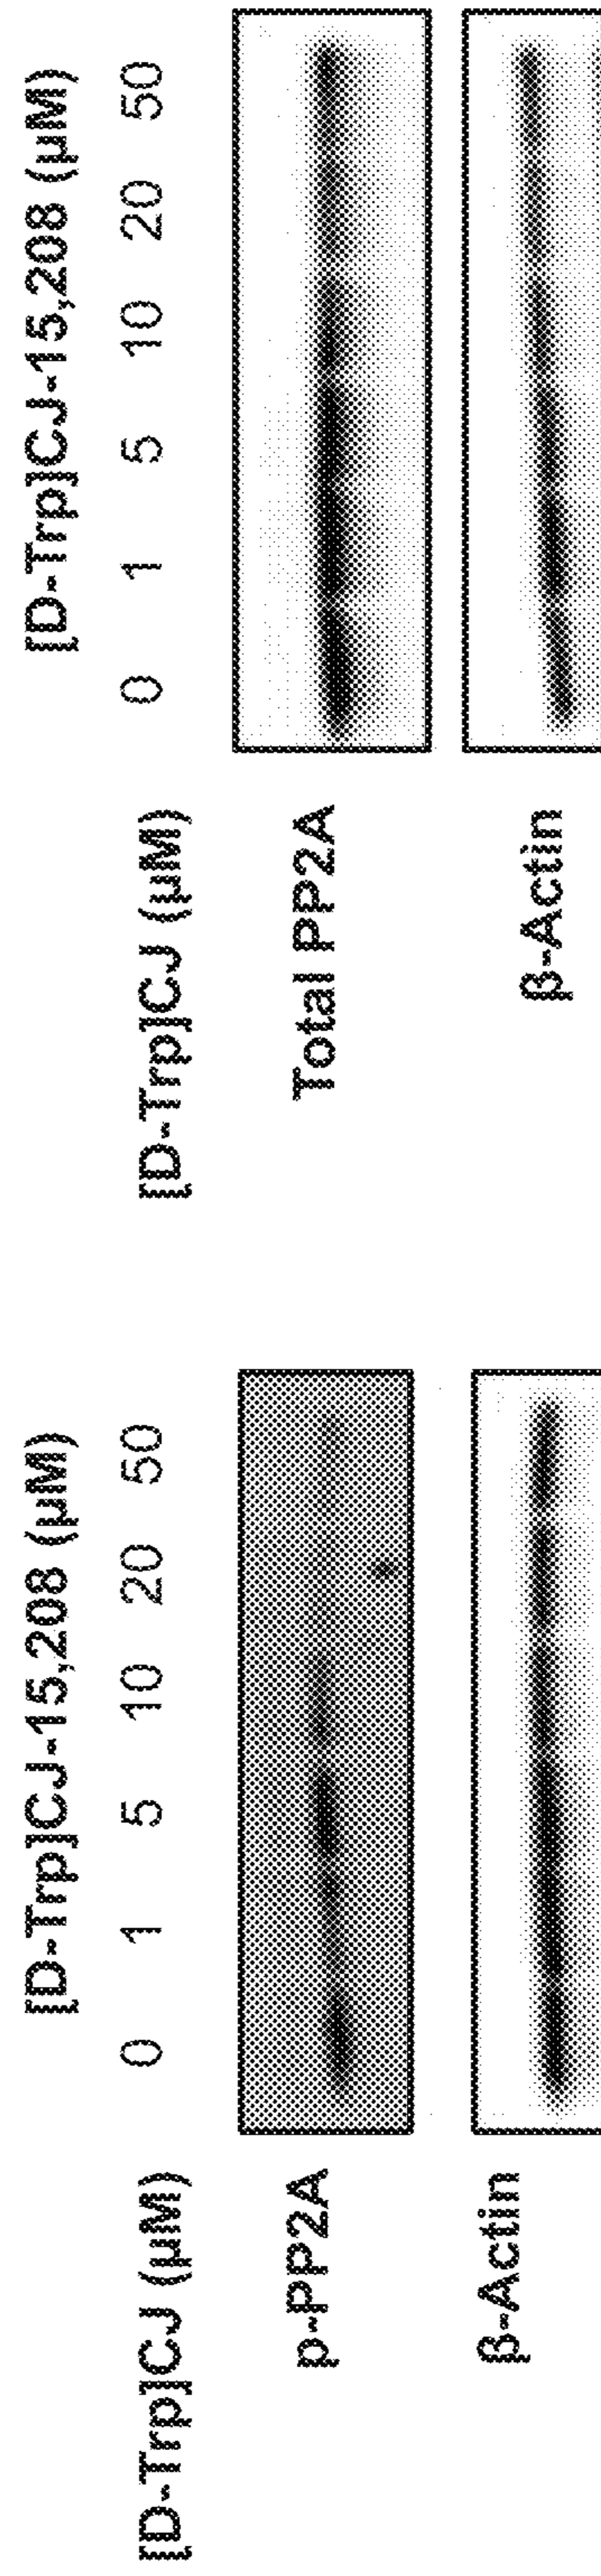 [D-Trp]CJ-15,208 (µM)
[D-Trp]CJ (µM) 0 1 5 10 20 50
p-PP2A
β-Actin
[D-Trp]CJ-15,208 (µM)
[D-Trp]CJ (µM) 0 1 5 10 20 50
Total PP2A
β-Actin